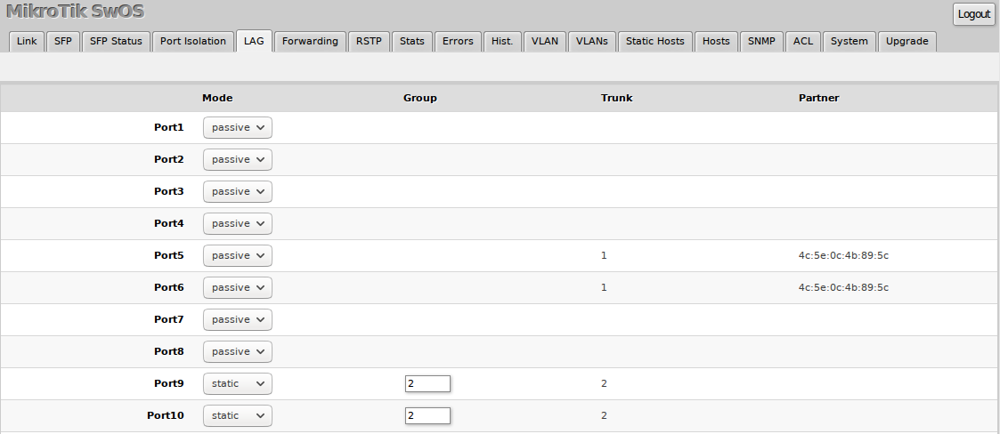 MikroTik SwOS
Logout
Link SFP SFP Status Port Isolation LAG Forwarding RSTP Stats Errors Hist. VLAN VLANs Static Hosts Hosts SNMP ACL System Upgrade
Mode Group Trunk Partner
Port1 passive
Port2 passive
Port3 passive
Port4 passive
Port5 passive 1 4c:5e:0c:4b:89:5c
Port6 passive 1 4c:5e:0c:4b:89:5c
Port7 passive
Port8 passive
Port9 static 2 2
Port10 static 2 2